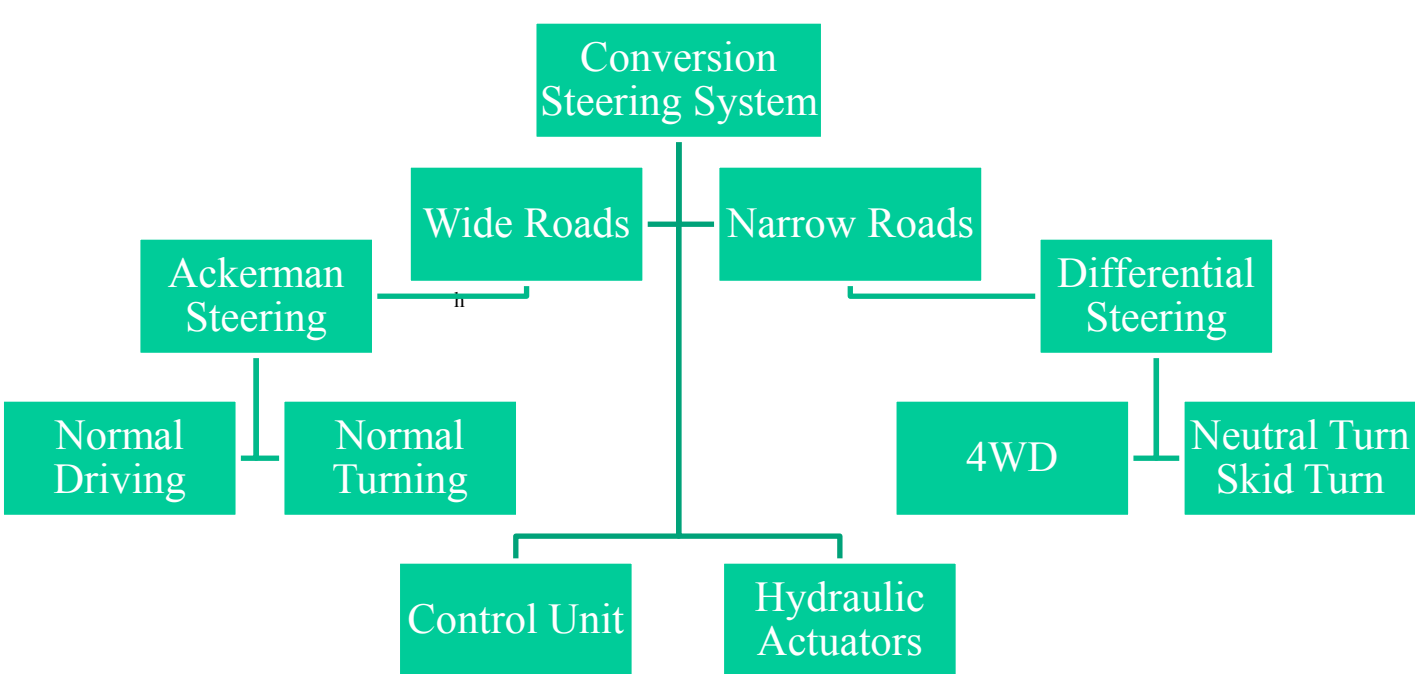 Conversion
Steering System
Wide Roads
Narrow Roads
Ackerman
Steering
h
Differential
Steering
Normal
Driving
Normal
Turning
4WD
Neutral Turn
Skid Turn
Control Unit
Hydraulic
Actuators